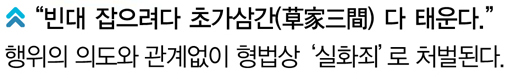 “빈대 잡으려다 초가삼간(草家三間) 다 태운다.”
행위의 의도와 관계없이 형법상 ‘실화죄’로 처벌된다.